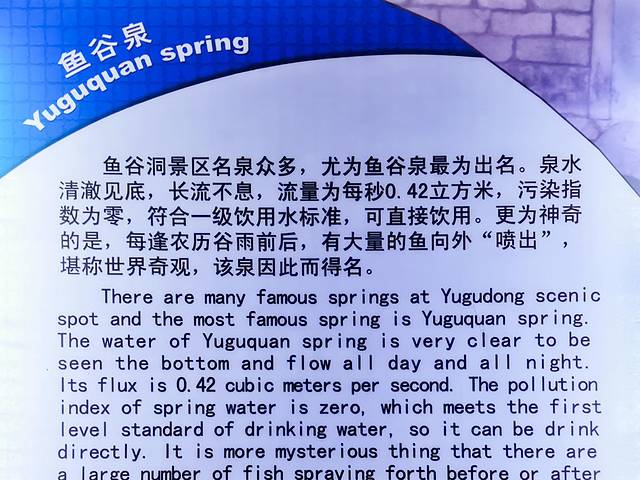 鱼谷泉
Yuguquan spring
鱼谷洞景区名泉众多，尤为鱼谷泉最为出名。泉水
清澈见底，长流不息，流量为每秒0.42立方米，污染指
数为零，符合一级饮用水标准，可直接饮用。更为神奇
的是，每逢农历谷雨前后，有大量的鱼向外“喷出”，
堪称世界奇观，该泉因此而得名。
There are many famous springs at Yugudong scenic
spot and the most famous spring is Yuguquan spring.
The water of Yuguquan spring is very clear to be
seen the bottom and flow all day and all night.
Its flux is 0.42 cubic meters per second. The pollution
index of spring water is zero, which meets the first
level standard of drinking water, so it can be drink
directly. It is more mysterious thing that there are
a large number of fish spraying forth before or after